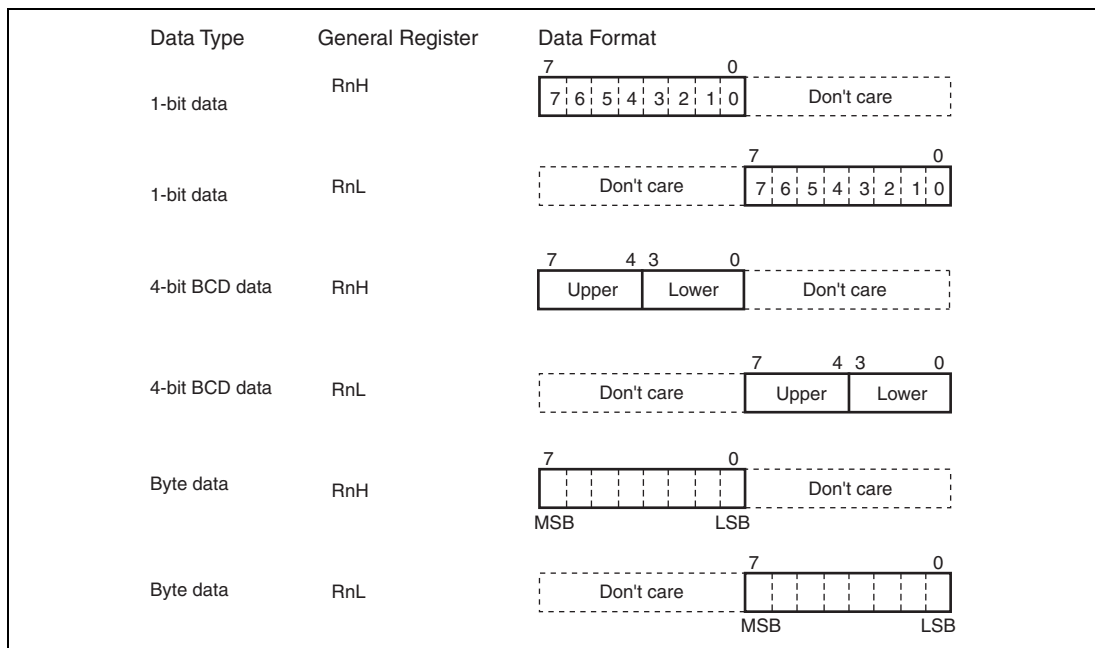 Data Type General Register Data Format
7 0
1-bit data RnH 7 6 5 4 3 2 1 0 Don't care
7 0
1-bit data RnL Don't care 7 6 5 4 3 2 1 0
7 4 3 0
4-bit BCD data RnH Upper Lower Don't care
7 4 3 0
4-bit BCD data RnL Don't care Upper Lower
7 0
Byte data RnH Don't care
MSB LSB
7 0
Byte data RnL Don't care
MSB LSB